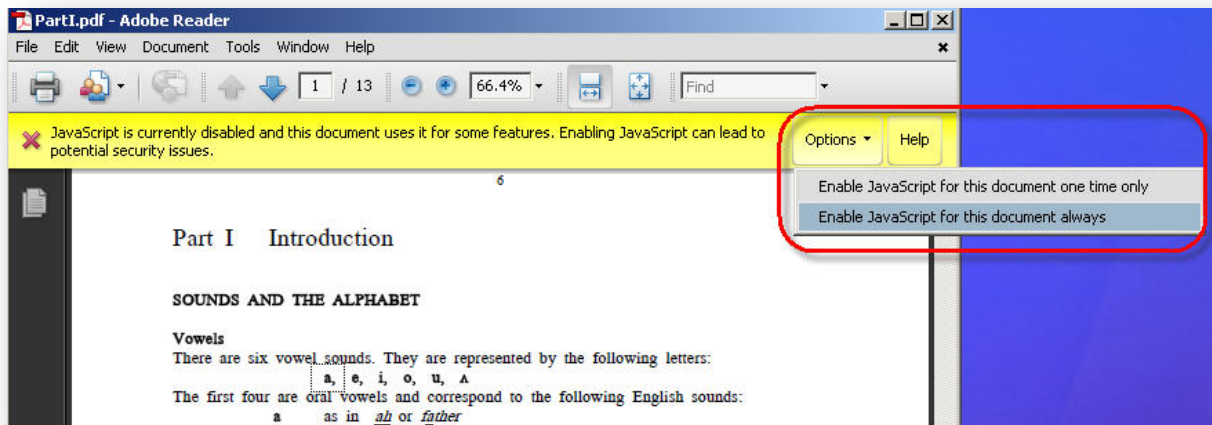 PartI.pdf - Adobe Reader
File Edit View Document Tools Window Help
1 / 13 66.4% Find
JavaScript is currently disabled and this document uses it for some features. Enabling JavaScript can lead to
potential security issues.
Options Help
Enable JavaScript for this document one time only
Enable JavaScript for this document always
6
Part I Introduction
SOUNDS AND THE ALPHABET
Vowels
There are six vowel sounds. They are represented by the following letters:
a, e, i, o, u, ʌ
The first four are oral vowels and correspond to the following English sounds:
a as in ah or father